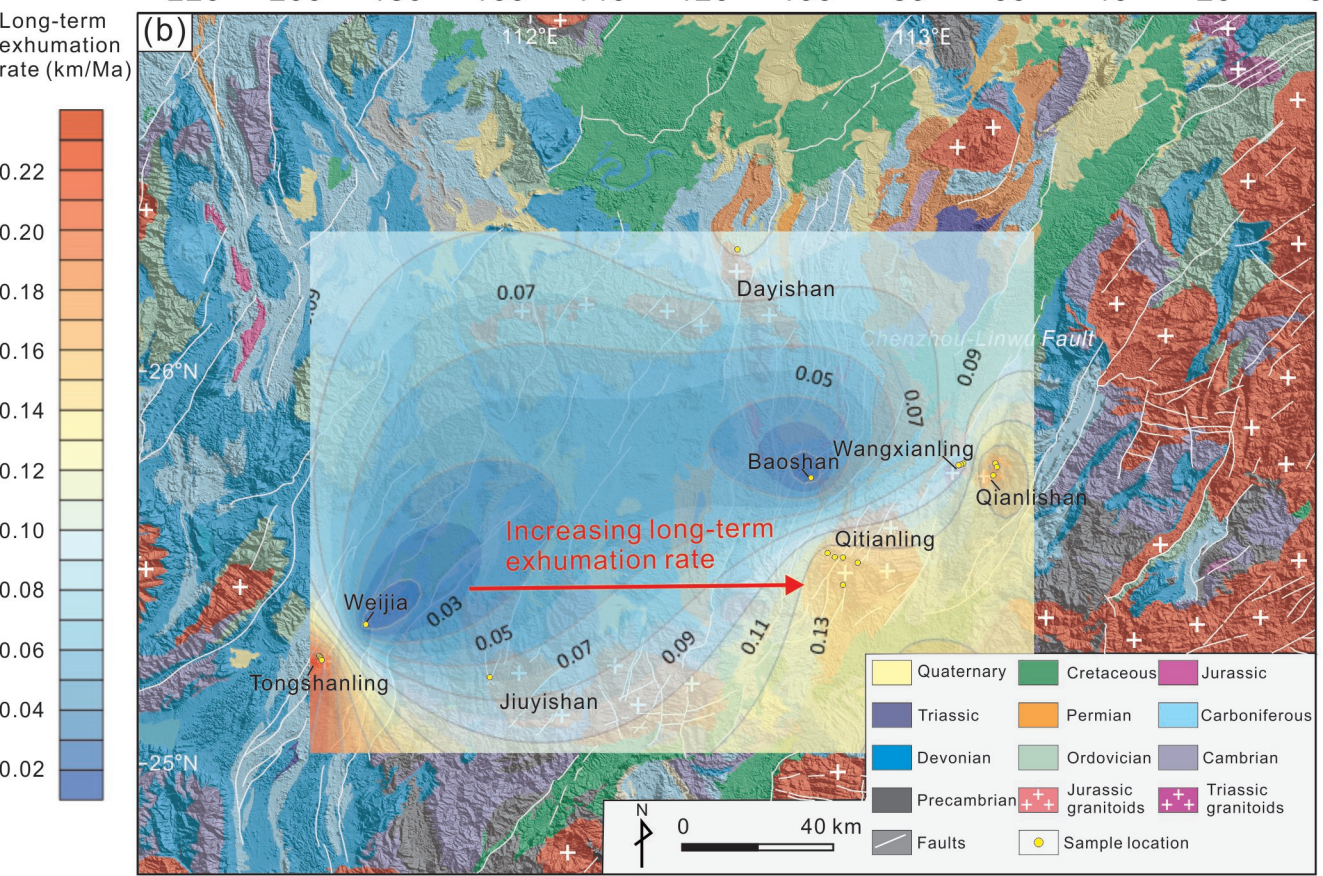 Long-term
exhumation
rate (km/Ma)
(b)
112°E
113°E
0.22
0.20
0.18
0.16
0.14
0.12
0.10
0.08
0.06
0.04
0.02
Dayishan
0.07
Chenzhou-Linwu Fault
26°N
0.09
0.05
0.07
Wangxianling
Baoshan
Qianlishan
Increasing long-term
exhumation rate
Qitianling
Weijia
0.03
0.05
0.07
0.09
0.11
0.13
Tongshanling
Jiuyishan
25°N
Quaternary
Cretaceous
Jurassic
Triassic
Permian
Carboniferous
Devonian
Ordovician
Cambrian
Precambrian
Jurassic
granitoids
Triassic
granitoids
Faults
Sample location
N
0
40 km